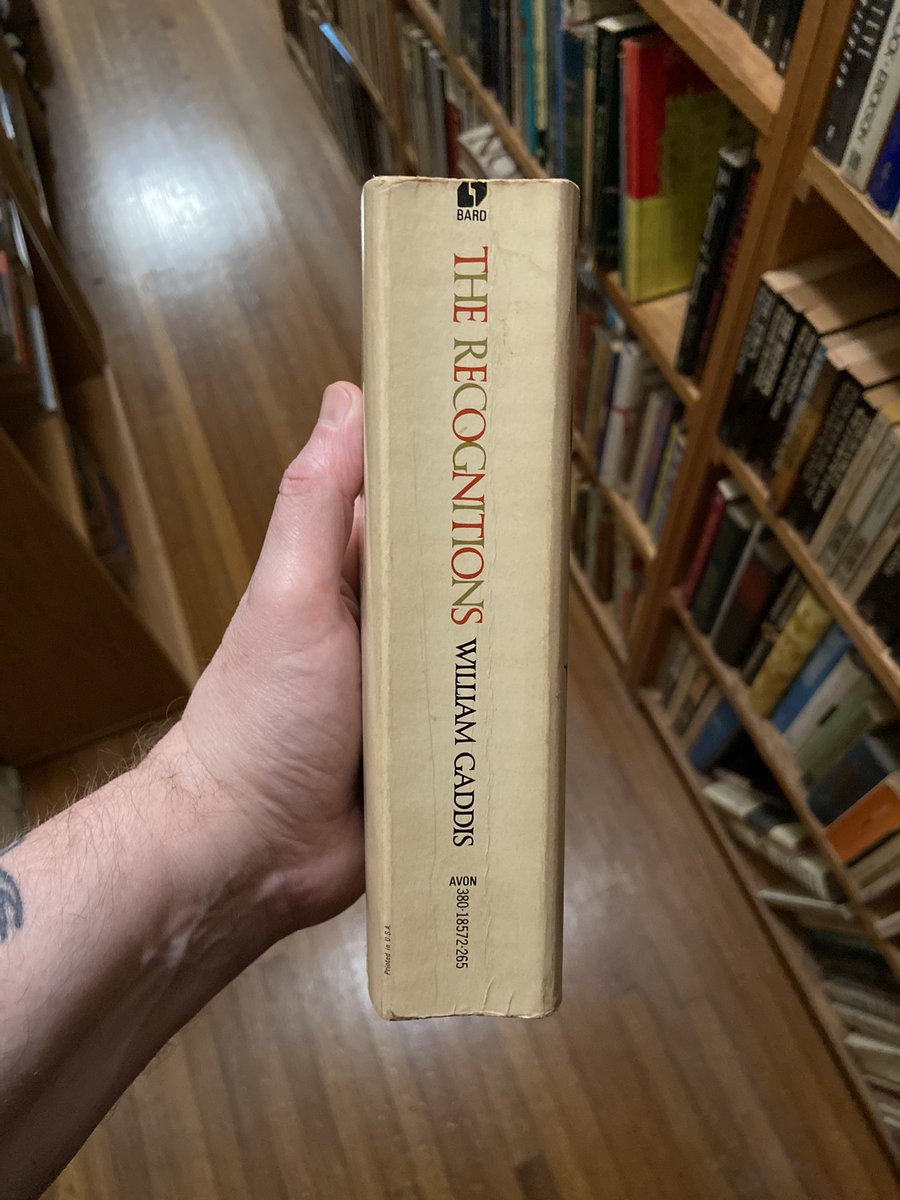 BARD
THE RECOGNITIONS WILLIAM GADDIS
AVON
380-18572-265
Printed in U.S.A.